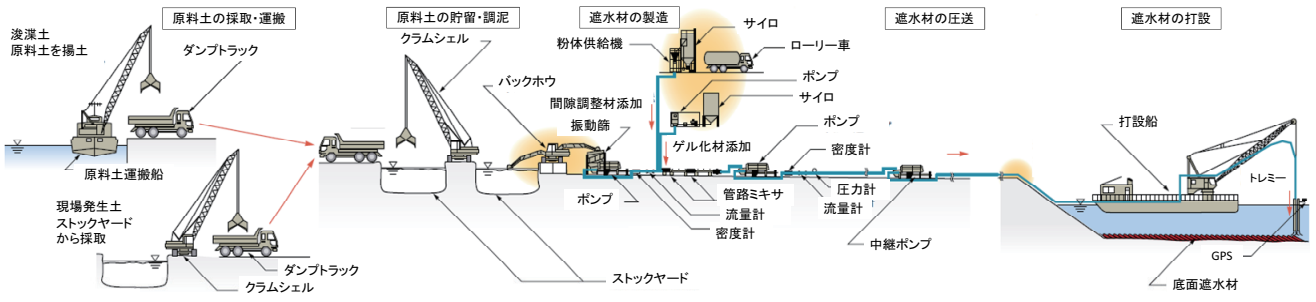 原料土の採取・運搬
浚渫土
原料土を揚土
ダンプトラック
原料土運搬船
現場発生土
ストックヤード
から採取
ダンプトラック
クラムシェル
原料土の貯留・調泥
クラムシェル
バックホウ
ストックヤード
遮水材の製造
サイロ
粉体供給機
ローリー車
ポンプ
サイロ
間隙調整材添加
振動篩
ゲル化材添加
ポンプ
管路ミキサ
流量計
密度計
ポンプ
密度計
遮水材の圧送
圧力計
流量計
中継ポンプ
遮水材の打設
打設船
トレミー
GPS
底面遮水材